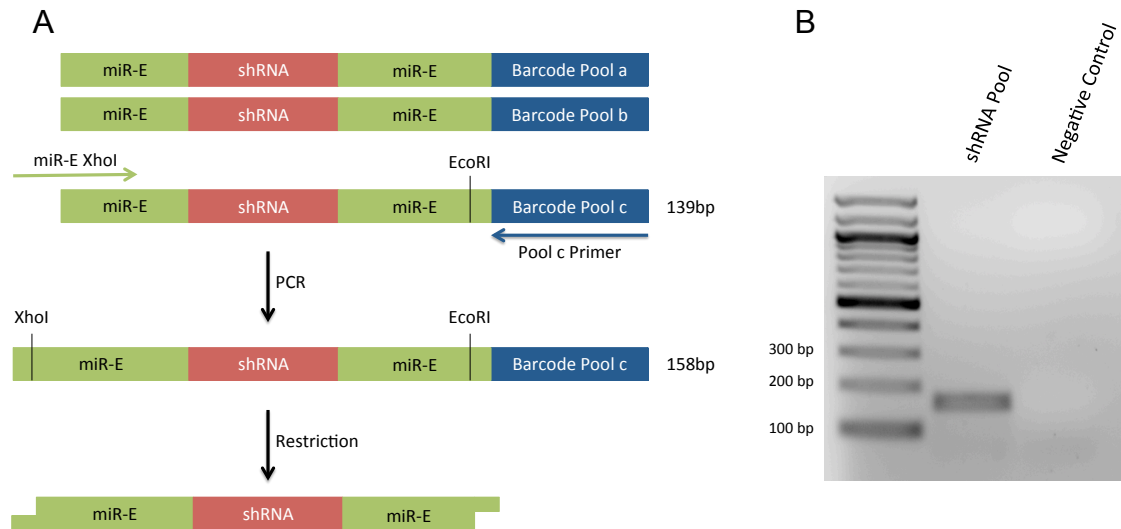 A
miR-E shRNA miR-E Barcode Pool a
miR-E shRNA miR-E Barcode Pool b
miR-E XhoI
EcoRI
miR-E shRNA miR-E Barcode Pool c 139bp
Pool c Primer
PCR
XhoI
EcoRI
miR-E shRNA miR-E Barcode Pool c 158bp
Restriction
miR-E shRNA miR-E
B
shRNA Pool
Negative Control
300 bp
200 bp
100 bp